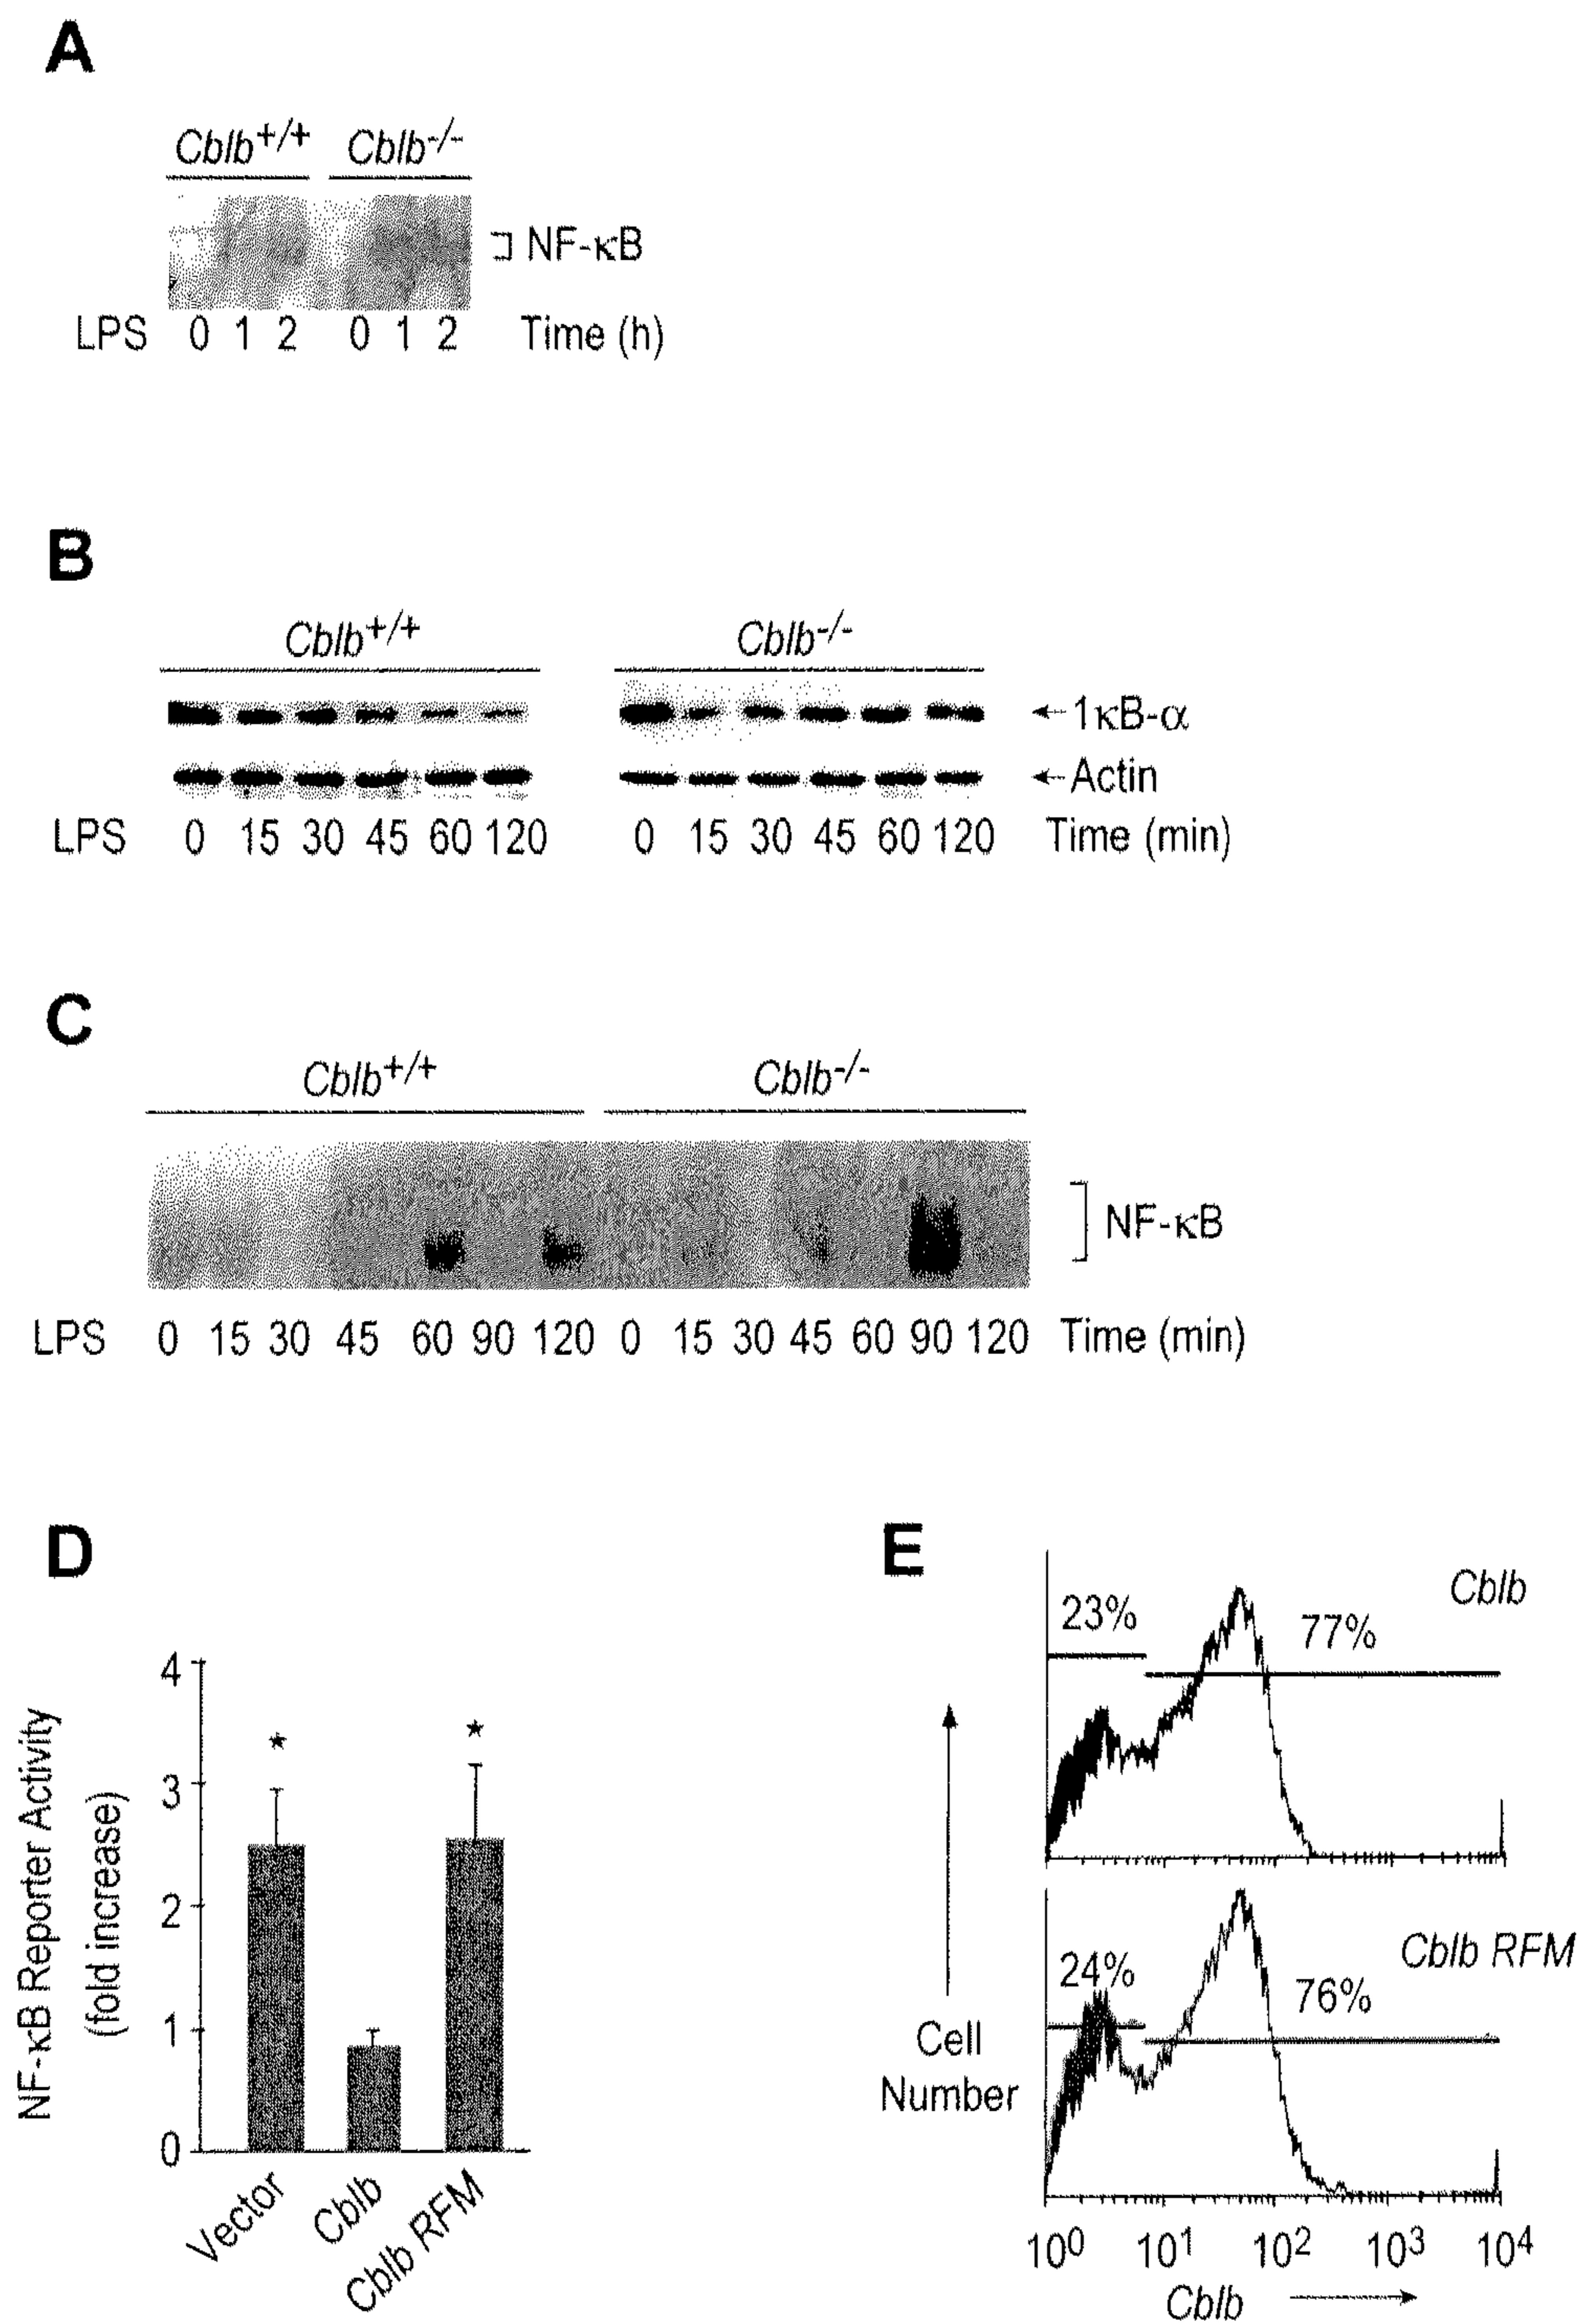 A
Cblb+/+ Cblb-/-
NF-κB
LPS 0 1 2 0 1 2 Time (h)
B
Cblb+/+ Cblb-/-
1κB-α
Actin
LPS 0 15 30 45 60 120 0 15 30 45 60 120 Time (min)
C
Cblb+/+ Cblb-/-
NF-κB
LPS 0 15 30 45 60 90 120 0 15 30 45 60 90 120 Time (min)
D
NF-κB Reporter Activity
(fold increase)
4
3
2
1
0
★
★
Vector
Cblb
Cblb RFM
E
Cblb
23%
77%
Cblb RFM
24%
76%
Cell
Number
10⁰ 10¹ 10² 10³ 10⁴
Cblb